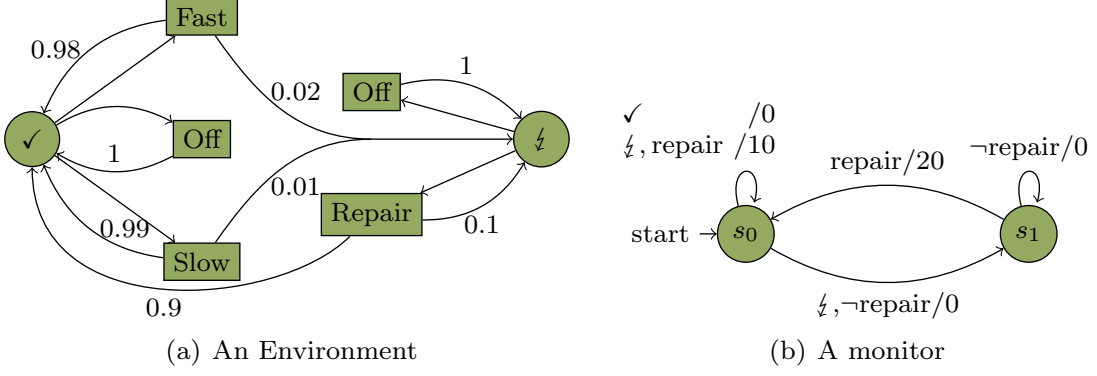 Fast
0.98
0.02
Off
1
✓
Off
1
↯
0.99
0.01
Repair
0.1
Slow
0.9
(a) An Environment
✓ /0
↯, repair /10
repair/20
¬repair/0
start
s₀
s₁
↯,¬repair/0
(b) A monitor